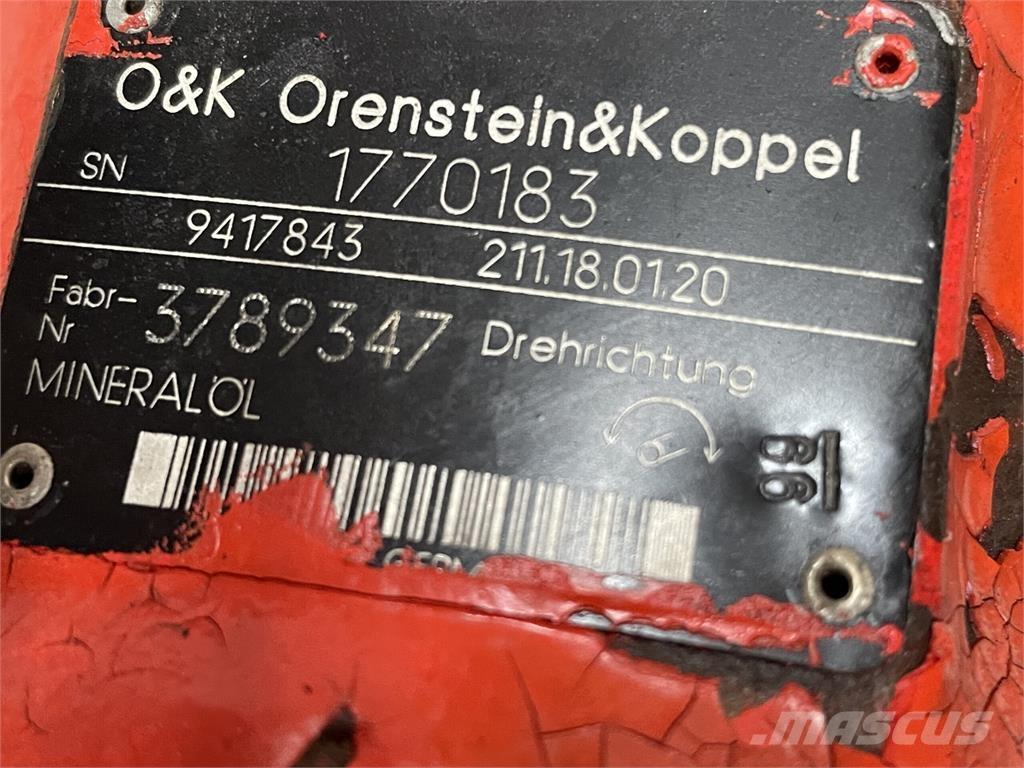 O&K Orenstein&Koppel
SN 1770183
9417843 211.18.01.20
Fabr-Nr 3789347 Drehrichtung
MINERALÖL
MASCUS